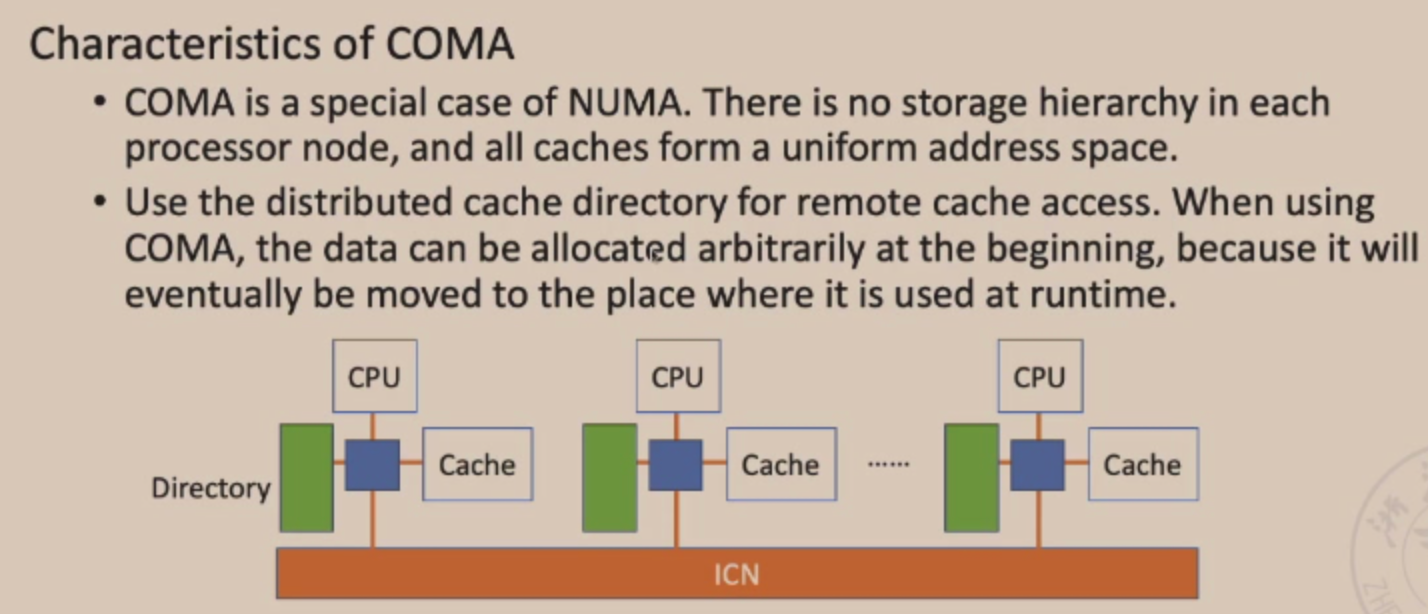 Characteristics of COMA
• COMA is a special case of NUMA. There is no storage hierarchy in each
processor node, and all caches form a uniform address space.
• Use the distributed cache directory for remote cache access. When using
COMA, the data can be allocated arbitrarily at the beginning, because it will
eventually be moved to the place where it is used at runtime.
CPU CPU CPU
Directory Cache Cache ...... Cache
ICN
浙
ZHE